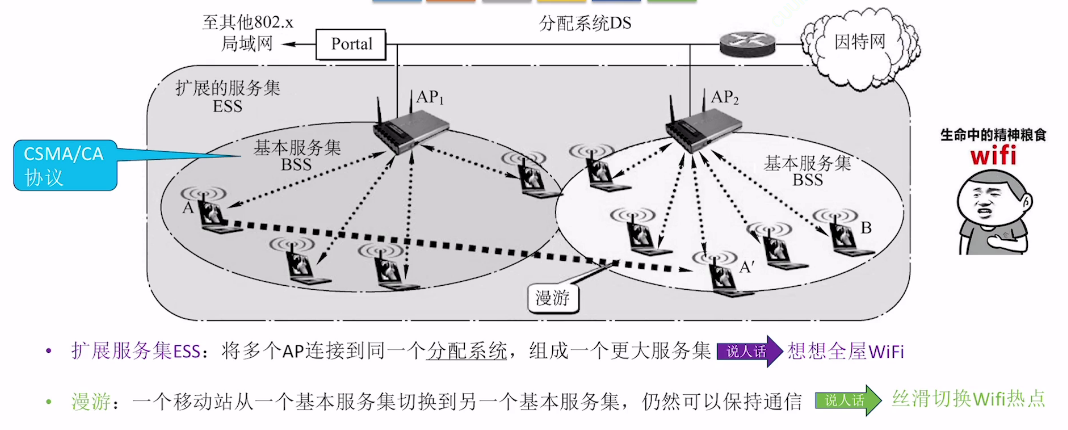 至其他802.x
局域网
Portal
分配系统DS
因特网
扩展的服务集
ESS
AP₁
AP₂
CSMA/CA
协议
基本服务集
BSS
基本服务集
BSS
生命中的精神粮食
wifi
A
B
A′
漫游
• 扩展服务集ESS：将多个AP连接到同一个分配系统，组成一个更大服务集 说人话 想想全屋WiFi
• 漫游：一个移动站从一个基本服务集切换到另一个基本服务集，仍然可以保持通信 说人话 丝滑切换Wifi热点